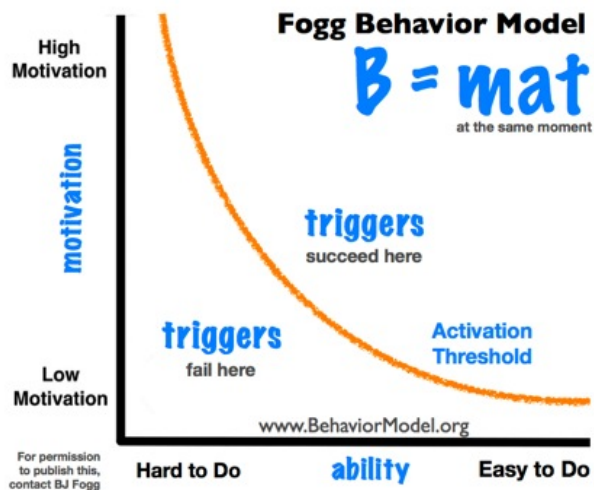 Fogg Behavior Model
B = mat
at the same moment
High
Motivation
motivation
triggers
succeed here
triggers
fail here
Activation
Threshold
Low
Motivation
www.BehaviorModel.org
For permission
to publish this,
contact BJ Fogg
Hard to Do
ability
Easy to Do